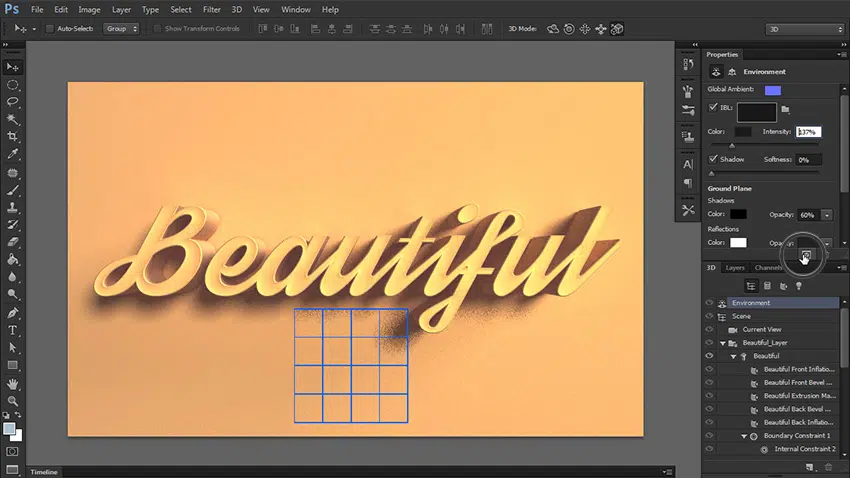 Ps File Edit Image Layer Type Select Filter 3D View Window Help
Auto-Select: Group Show Transform Controls 3D Mode: 3D
Properties
Environment
Global Ambient:
IBL:
Color: Intensity: 137%
Shadow Softness: 0%
Ground Plane
Shadows
Color: Opacity: 60%
Reflections
Color: Opacity:
Beautiful
3D Layers Channels
Environment
Scene
Current View
Beautiful_Layer
Beautiful
Beautiful Front Inflatio...
Beautiful Front Bevel ...
Beautiful Extrusion Ma...
Beautiful Back Bevel ...
Beautiful Back Inflatio...
Boundary Constraint 1
Internal Constraint 2
Timeline